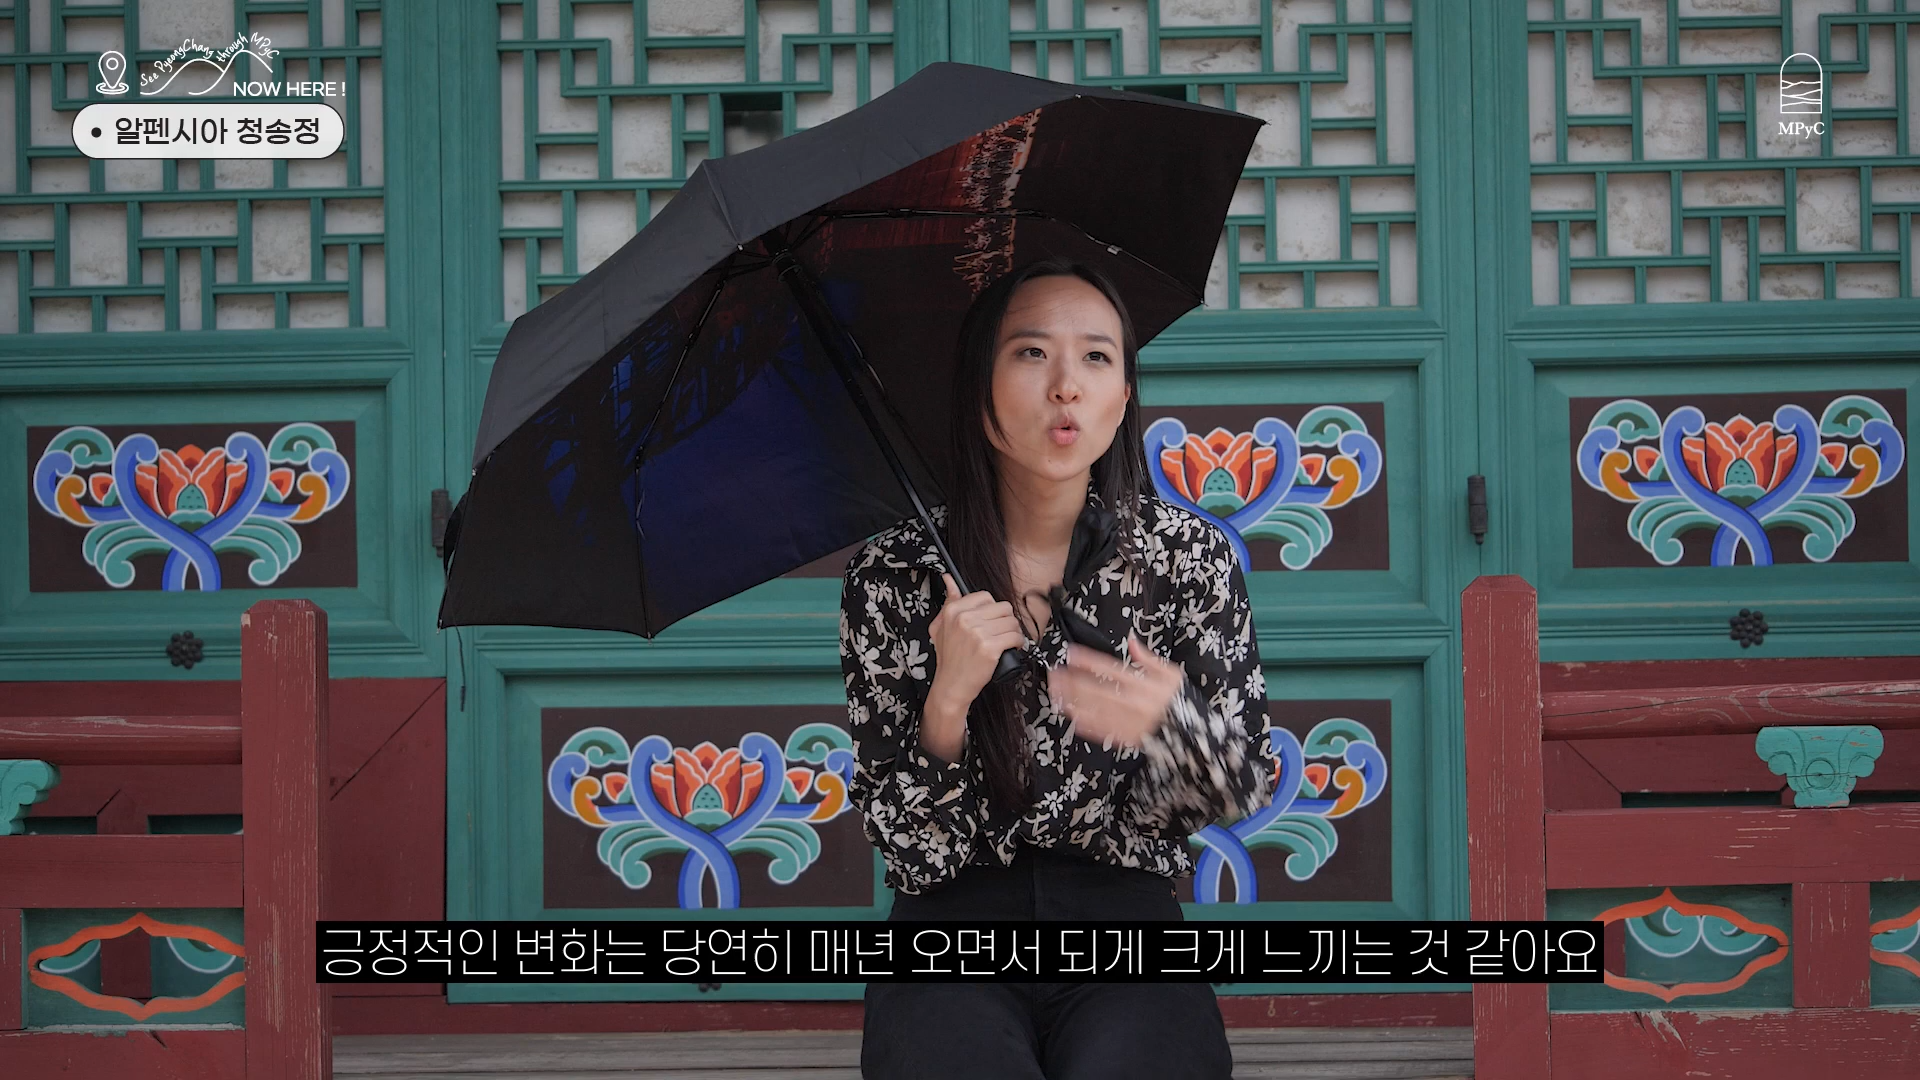 See PyeongChang through MPyC
NOW HERE !
• 알펜시아 청송정
MPyC
긍정적인 변화는 당연히 매년 오면서 되게 크게 느끼는 것 같아요